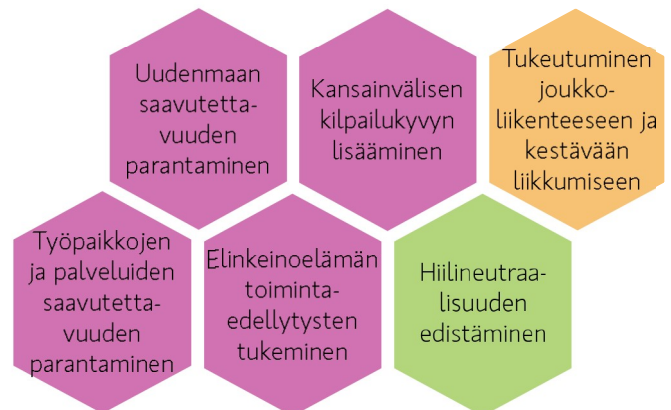 Uudenmaan
saavutetta-
vuuden
parantaminen
Kansainvälisen
kilpailukyvyn
lisääminen
Tukeutuminen
joukko-
liikenteeseen ja
kestävään
liikkumiseen
Työpaikkojen
ja palveluiden
saavutetta-
vuuden
parantaminen
Elinkeinoelämän
toiminta-
edellytysten
tukeminen
Hiilineutraa-
lisuuden
edistäminen